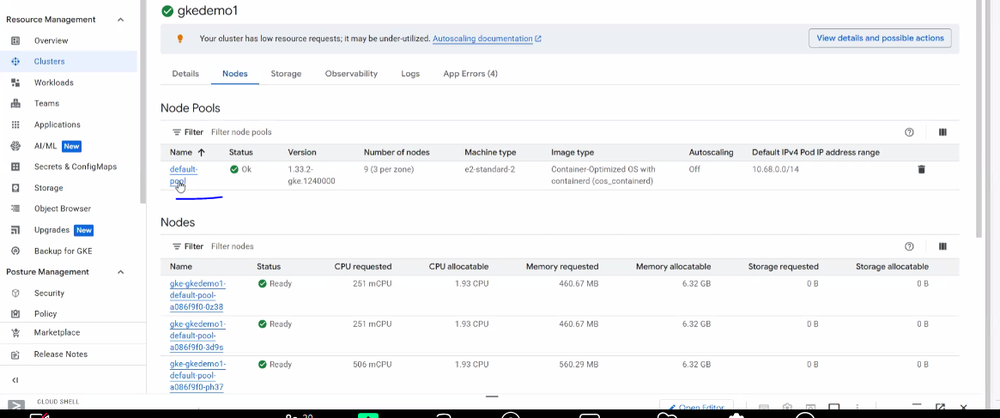 gkedemo1
Resource Management
Overview
Clusters
Workloads
Teams
Applications
AI/ML New
Secrets & ConfigMaps
Storage
Object Browser
Upgrades New
Backup for GKE
Posture Management
Security
Policy
Marketplace
Release Notes
Your cluster has low resource requests; it may be under-utilized. Autoscaling documentation
View details and possible actions
Details Nodes Storage Observability Logs App Errors (4)
Node Pools
Filter Filter node pools
Name Status Version Number of nodes Machine type Image type Autoscaling Default IPv4 Pod IP address range
default- Ok 1.33.2- 9 (3 per zone) e2-standard-2 Container-Optimized OS with Off 10.68.0.0/14
pool gke.1240000 containerd (cos_containerd)
Nodes
Filter Filter nodes
Name Status CPU requested CPU allocatable Memory requested Memory allocatable Storage requested Storage allocatable
gke-gkedemo1- Ready 251 mCPU 1.93 CPU 460.67 MB 6.32 GB 0 B 0 B
default-pool-
a086f9f0-0z38
gke-gkedemo1- Ready 251 mCPU 1.93 CPU 460.67 MB 6.32 GB 0 B 0 B
default-pool-
a086f9f0-3d9s
gke-gkedemo1- Ready 506 mCPU 1.93 CPU 560.29 MB 6.32 GB 0 B 0 B
default-pool-
a086f9f0-ph37
CLOUD SHELL
Open Editor
20